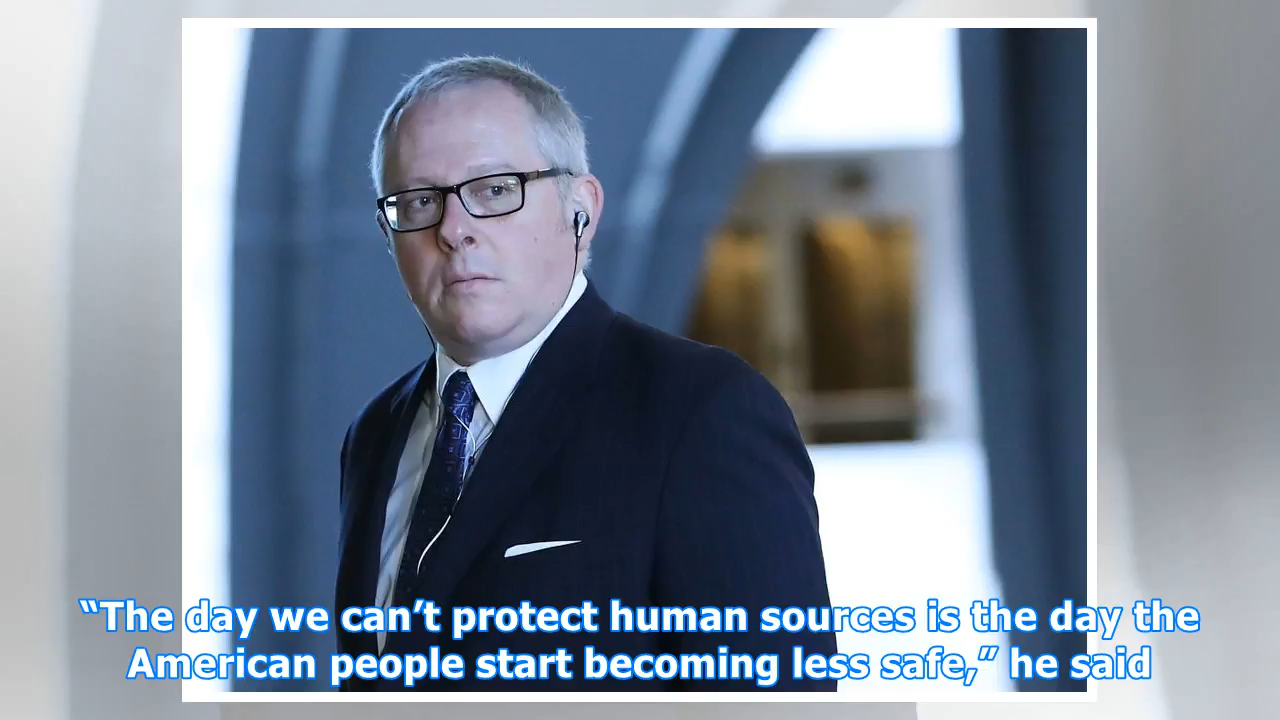 “The day we can’t protect human sources is the day the
American people start becoming less safe,” he said